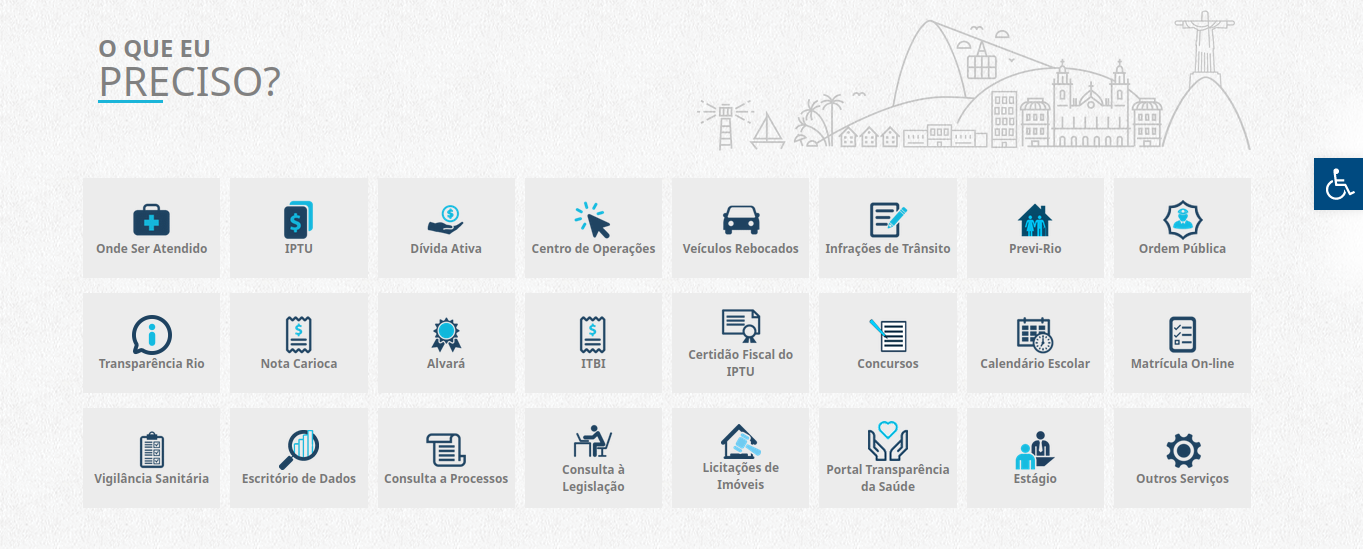 O QUE EU
PRECISO?
Onde Ser Atendido
IPTU
Dívida Ativa
Centro de Operações
Veículos Rebocados
Infrações de Trânsito
Previ-Rio
Ordem Pública
Transparência Rio
Nota Carioca
Alvará
ITBI
Certidão Fiscal do
IPTU
Concursos
Calendário Escolar
Matrícula On-line
Vigilância Sanitária
Escritório de Dados
Consulta a Processos
Consulta à
Legislação
Licitações de
Imóveis
Portal Transparência
da Saúde
Estágio
Outros Serviços